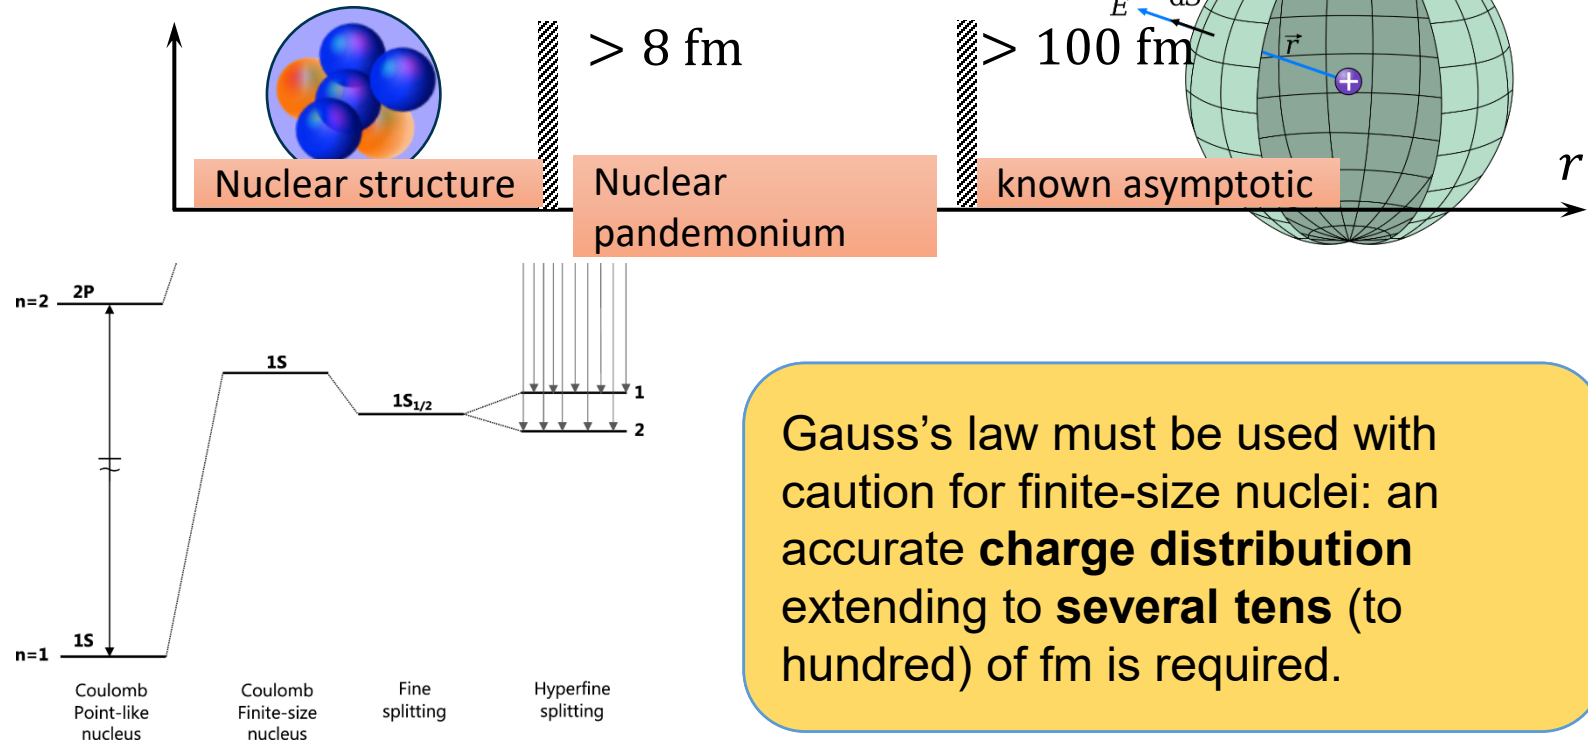 E dS
> 8 fm
> 100 fm
r⃗
+
r
Nuclear structure
Nuclear
pandemonium
known asymptotic
n=2 2P
1S
1S1/2
1
2
n=1 1S
Coulomb
Point-like
nucleus
Coulomb
Finite-size
nucleus
Fine
splitting
Hyperfine
splitting
Gauss’s law must be used with
caution for finite-size nuclei: an
accurate charge distribution
extending to several tens (to
hundred) of fm is required.